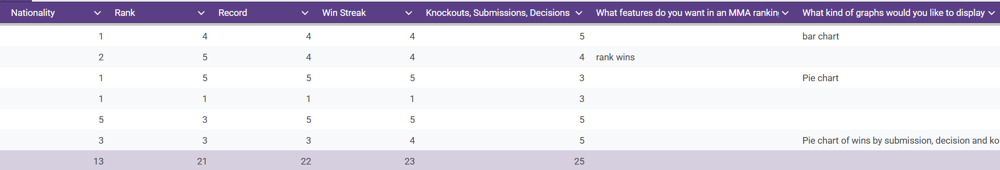 Nationality Rank Record Win Streak Knockouts, Submissions, Decisions What features do you want in an MMA ranking What kind of graphs would you like to display
1 4 4 4 5 bar chart
2 5 4 4 4 rank wins
1 5 5 5 3 Pie chart
1 1 1 1 3
5 3 5 5 5
3 3 3 4 5 Pie chart of wins by submission, decision and ko
13 21 22 23 25